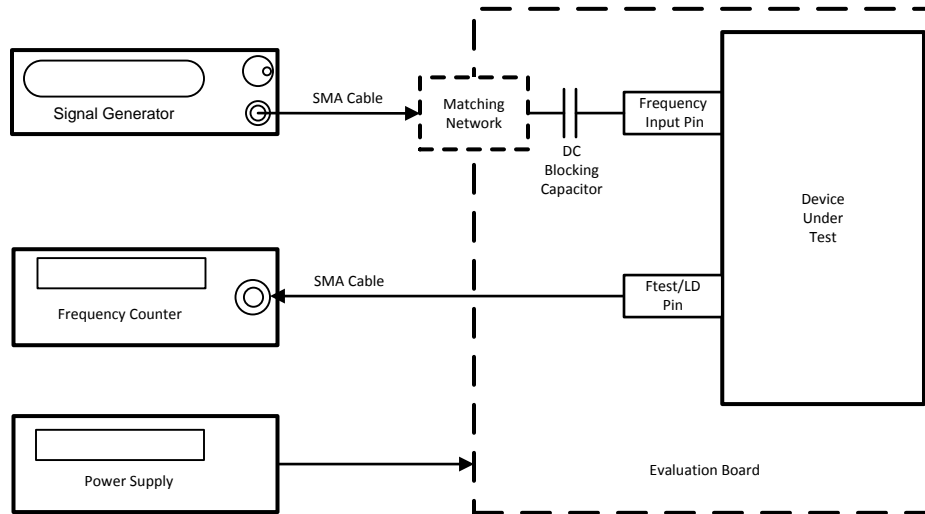 Signal Generator
SMA Cable
Matching
Network
DC
Blocking
Capacitor
Frequency
Input Pin
Device
Under
Test
Frequency Counter
SMA Cable
Ftest/LD
Pin
Power Supply
Evaluation Board